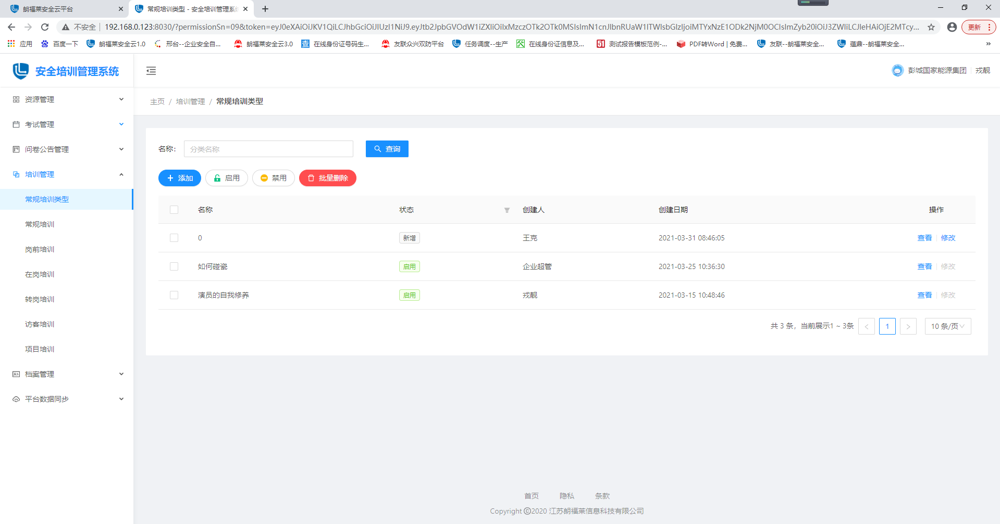 朗福莱安全云平台
常规培训类型 - 安全培训管理系统
不安全
192.168.0.123:8030/?permissionSn=09&token=eyJ0eXAiOiJKV1QiLCJhbGciOiJIUzI1NiJ9.eyJtb2JpbGVOdW1iZXIiOiIxMzczOTk2OTk0MSIsImN1cnJlbnRUaW1lTWlsbGlzIjoiMTYxNzE1ODk2NjM0OCIsImZyb20iOiJ3ZWIiLCJleHAiOjE2MTcy...
更新
应用
百度一下
朗福莱安全云1.0
邢台--企业安全自...
朗福莱安全云3.0
在线身份证号码生...
友联众兴双防平台
任务调度--生产
在线身份证信息及...
测试报告模板范例-...
PDF转Word | 免费...
友联--朗福莱安全...
蕴鼎--朗福莱安全...
安全培训管理系统
彭城国家能源集团
戎靓
资源管理
考试管理
问卷公告管理
培训管理
常规培训类型
常规培训
岗前培训
在岗培训
转岗培训
访客培训
项目培训
档案管理
平台数据同步
主页 / 培训管理 / 常规培训类型
名称: 分类名称 查询
添加 启用 禁用 批量删除
名称 状态 创建人 创建日期 操作
0 新增 王克 2021-03-31 08:46:05 查看 修改
如何碰瓷 启用 企业超管 2021-03-25 10:36:30 查看 修改
演员的自我修养 启用 戎靓 2021-03-15 10:48:46 查看 修改
共 3 条，当前展示1 ~ 3条 < 1 > 10 条/页
首页 隐私 条款
Copyright ©2020 江苏朗福莱信息科技有限公司